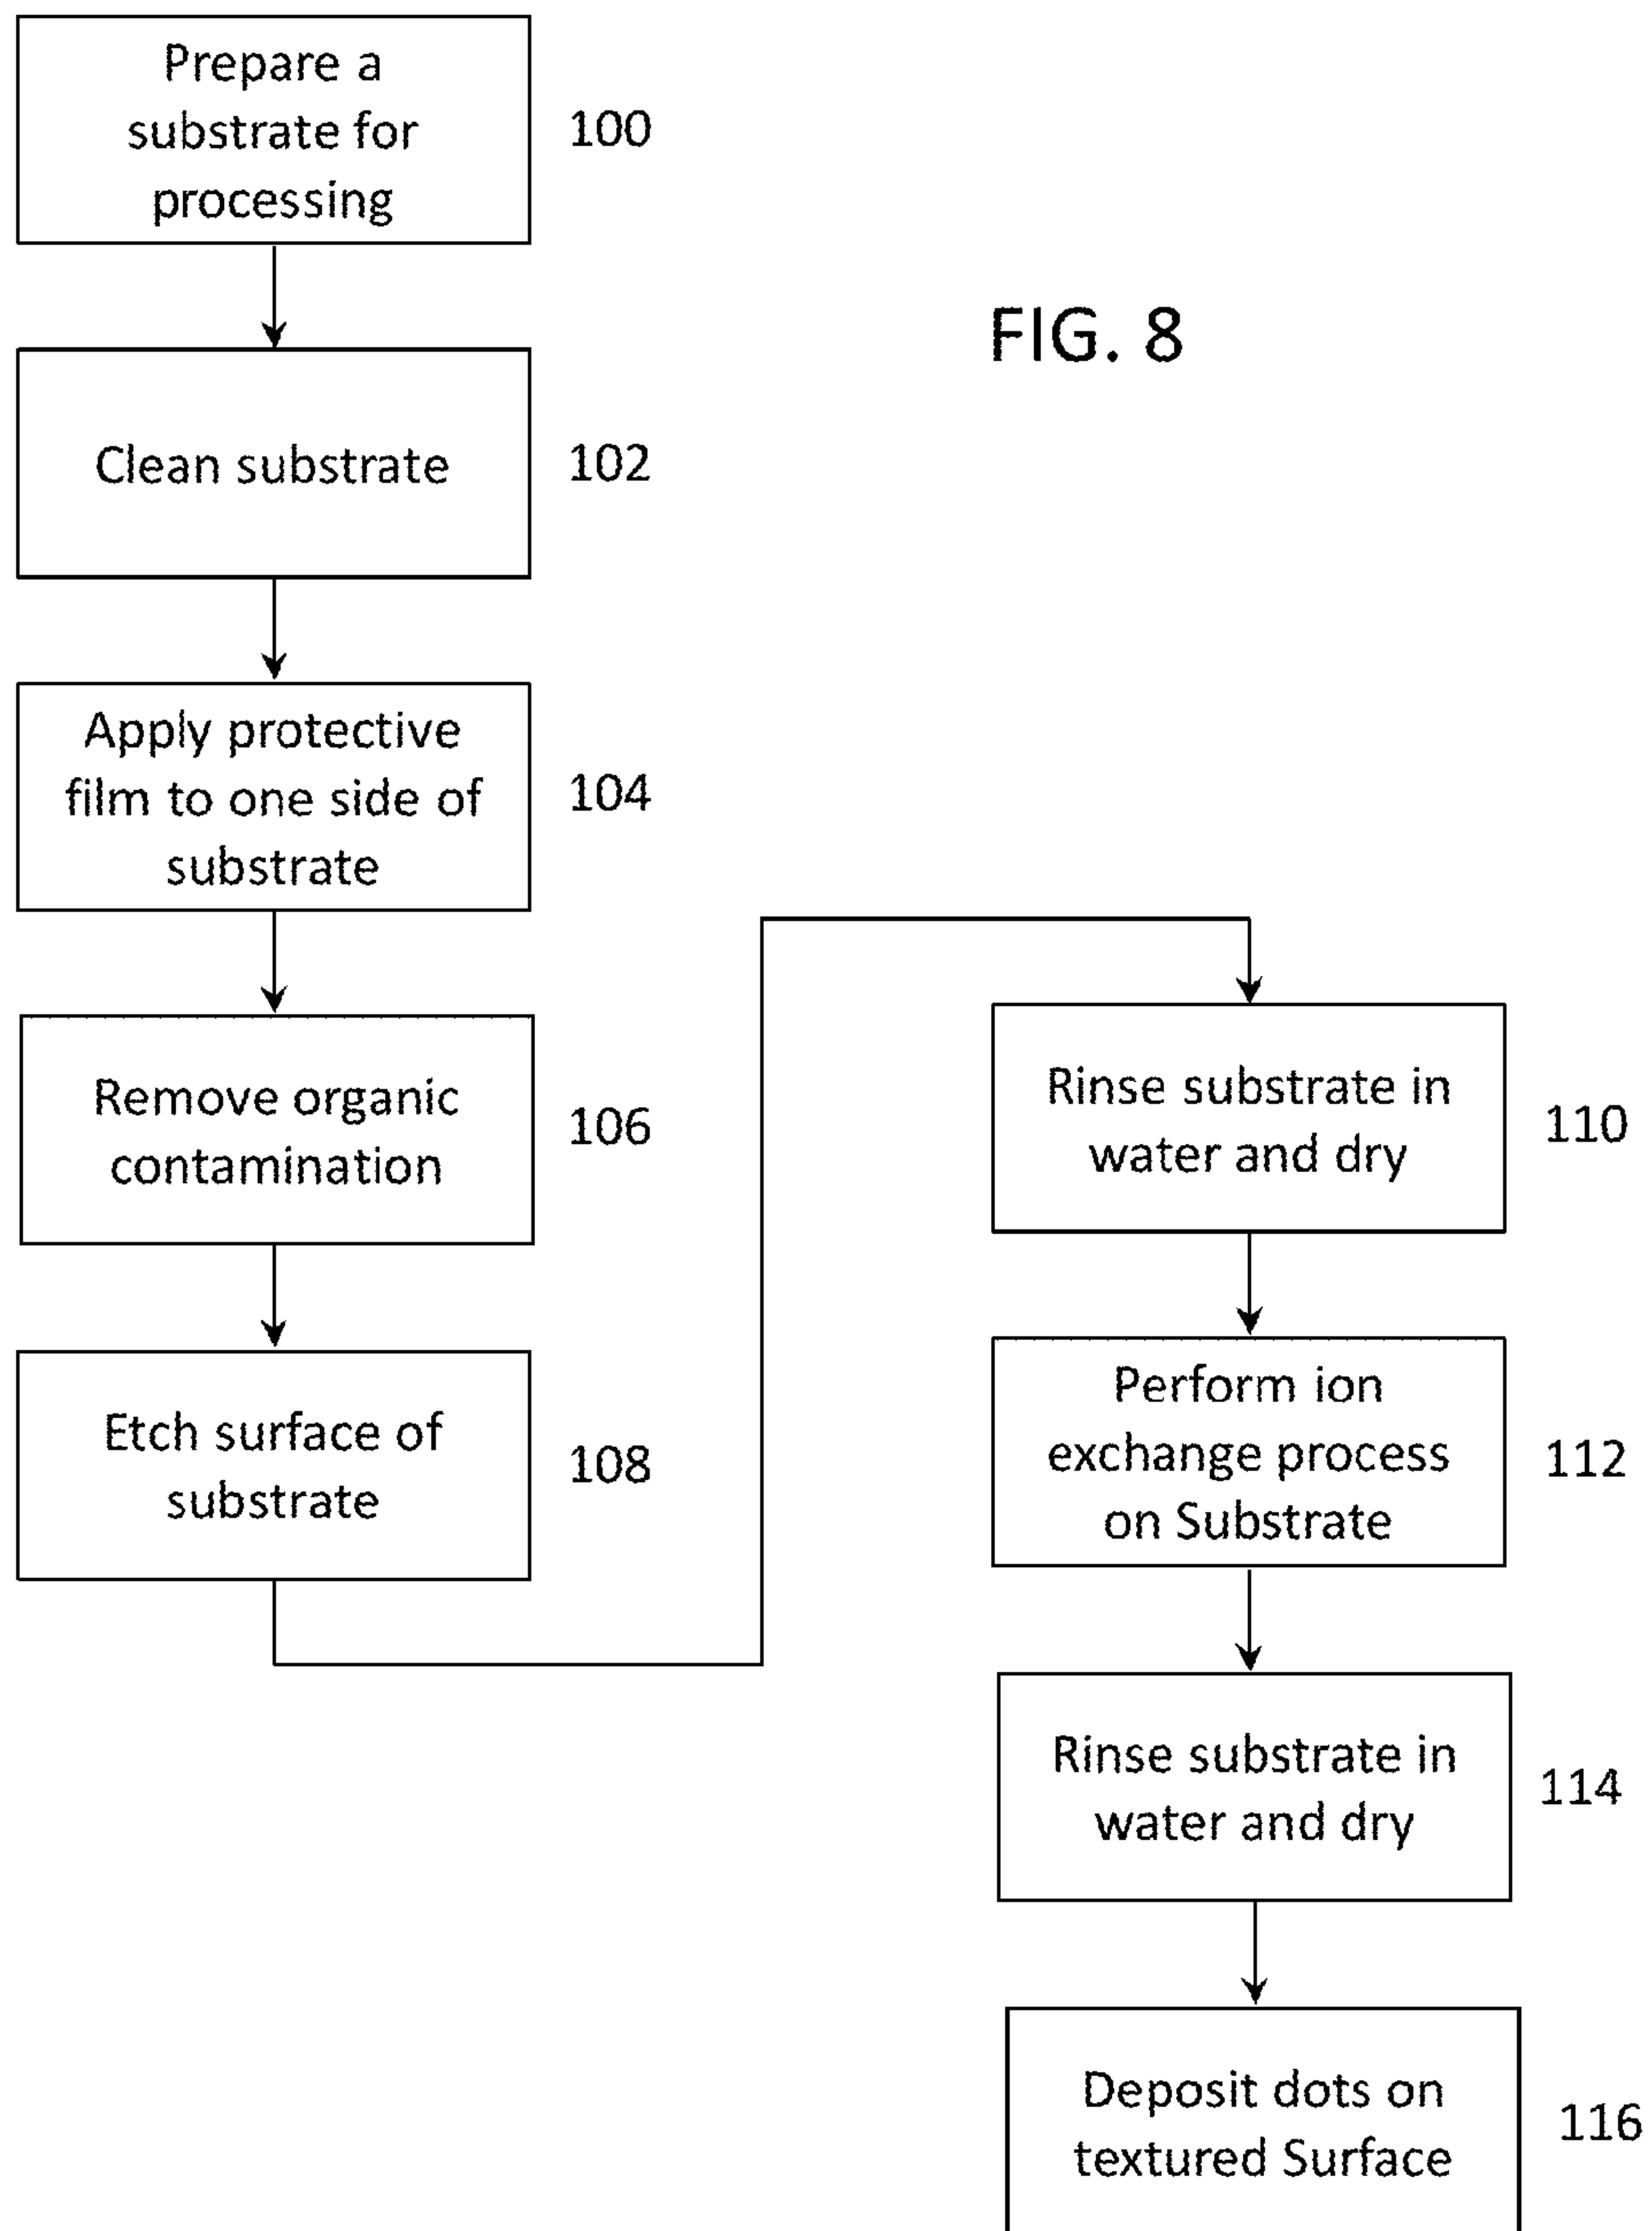 Prepare a
substrate for
processing
100
FIG. 8
Clean substrate
102
Apply protective
film to one side of
substrate
104
Remove organic
contamination
106
Etch surface of
substrate
108
Rinse substrate in
water and dry
110
Perform ion
exchange process
on Substrate
112
Rinse substrate in
water and dry
114
Deposit dots on
textured Surface
116